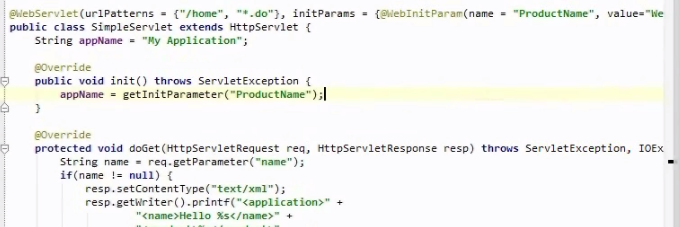 @WebServlet(urlPatterns = {"/home", "*.do"}, initParams = {@WebInitParam(name = "ProductName", value="We
public class SimpleServlet extends HttpServlet {
String appName = "My Application";
@Override
public void init() throws ServletException {
appName = getInitParameter("ProductName");
}
@Override
protected void doGet(HttpServletRequest req, HttpServletResponse resp) throws ServletException, IOEx
String name = req.getParameter("name");
if(name != null) {
resp.setContentType("text/xml");
resp.getWriter().printf("<application>" +
"<name>Hello %s</name>" +